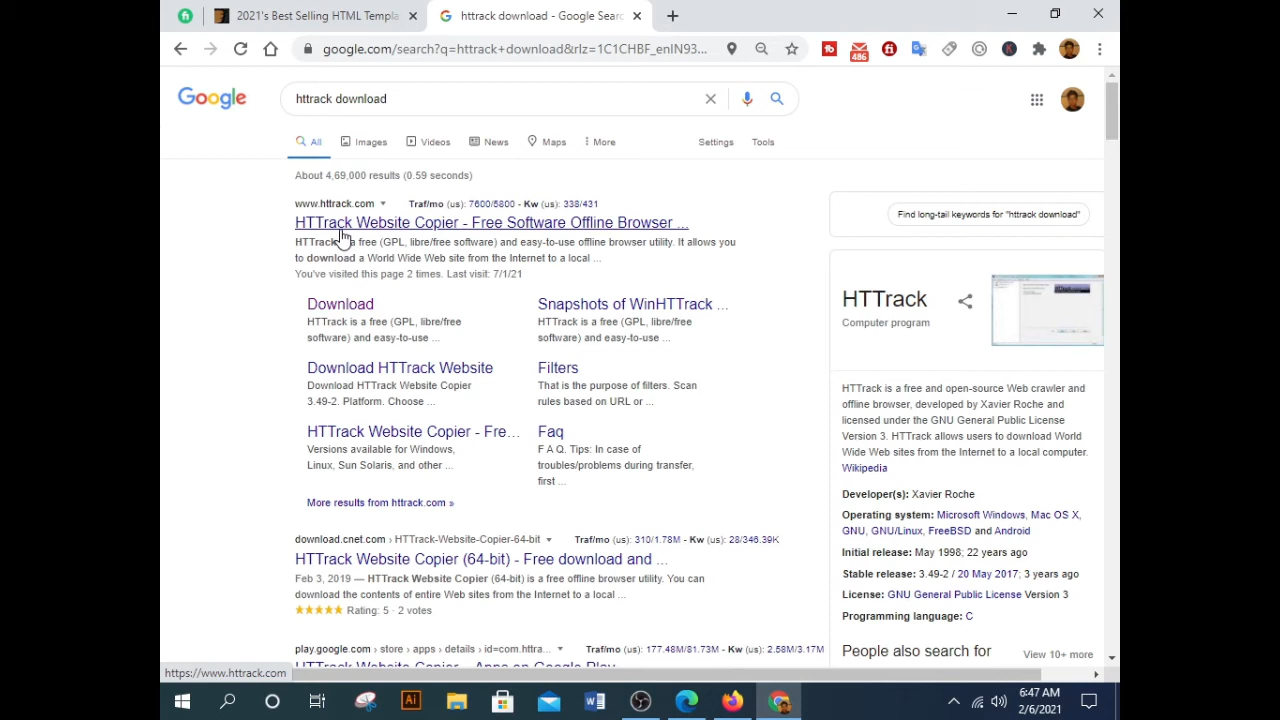 2021's Best Selling HTML Templa
httrack download - Google Sear
google.com/search?q=httrack+download&rlz=1C1CHBF_enIN93...
486
Google
httrack download
All
Images
Videos
News
Maps
More
Settings
Tools
About 4,69,000 results (0.59 seconds)
www.httrack.com
Traf/mo (us): 7600/5800 - Kw (us): 338/431
HTTrack Website Copier - Free Software Offline Browser ...
HTTrack is a free (GPL, libre/free software) and easy-to-use offline browser utility. It allows you
to download a World Wide Web site from the Internet to a local ...
You've visited this page 2 times. Last visit: 7/1/21
Download
HTTrack is a free (GPL, libre/free
software) and easy-to-use ...
Snapshots of WinHTTrack ...
HTTrack is a free (GPL, libre/free
software) and easy-to-use ...
Download HTTrack Website
Download HTTrack Website Copier
3.49-2. Platform. Choose ...
Filters
That is the purpose of filters. Scan
rules based on URL or ...
HTTrack Website Copier - Fre...
Versions available for Windows,
Linux, Sun Solaris, and other ...
Faq
F A Q. Tips: In case of
troubles/problems during transfer,
first ...
More results from httrack.com »
download.cnet.com › HTTrack-Website-Copier-64-bit
Traf/mo (us): 310/1.78M - Kw (us): 28/346.39K
HTTrack Website Copier (64-bit) - Free download and ...
Feb 3, 2019 — HTTrack Website Copier (64-bit) is a free offline browser utility. You can
download the contents of entire Web sites from the Internet to a local ...
Rating: 5 · 2 votes
play.google.com › store › apps › details › id=com.httra...
Traf/mo (us): 177.48M/81.73M - Kw (us): 2.58M/3.17M
HTTrack Website Copier - Apps on Google Play
Find long-tail keywords for "httrack download"
HTTrack
Computer program
HTTrack is a free and open-source Web crawler and
offline browser, developed by Xavier Roche and
licensed under the GNU General Public License
Version 3. HTTrack allows users to download World
Wide Web sites from the Internet to a local computer.
Wikipedia
Developer(s): Xavier Roche
Operating system: Microsoft Windows, Mac OS X,
GNU, GNU/Linux, FreeBSD and Android
Initial release: May 1998; 22 years ago
Stable release: 3.49-2 / 20 May 2017; 3 years ago
License: GNU General Public License Version 3
Programming language: C
People also search for
View 10+ more
https://www.httrack.com
6:47 AM
2/6/2021